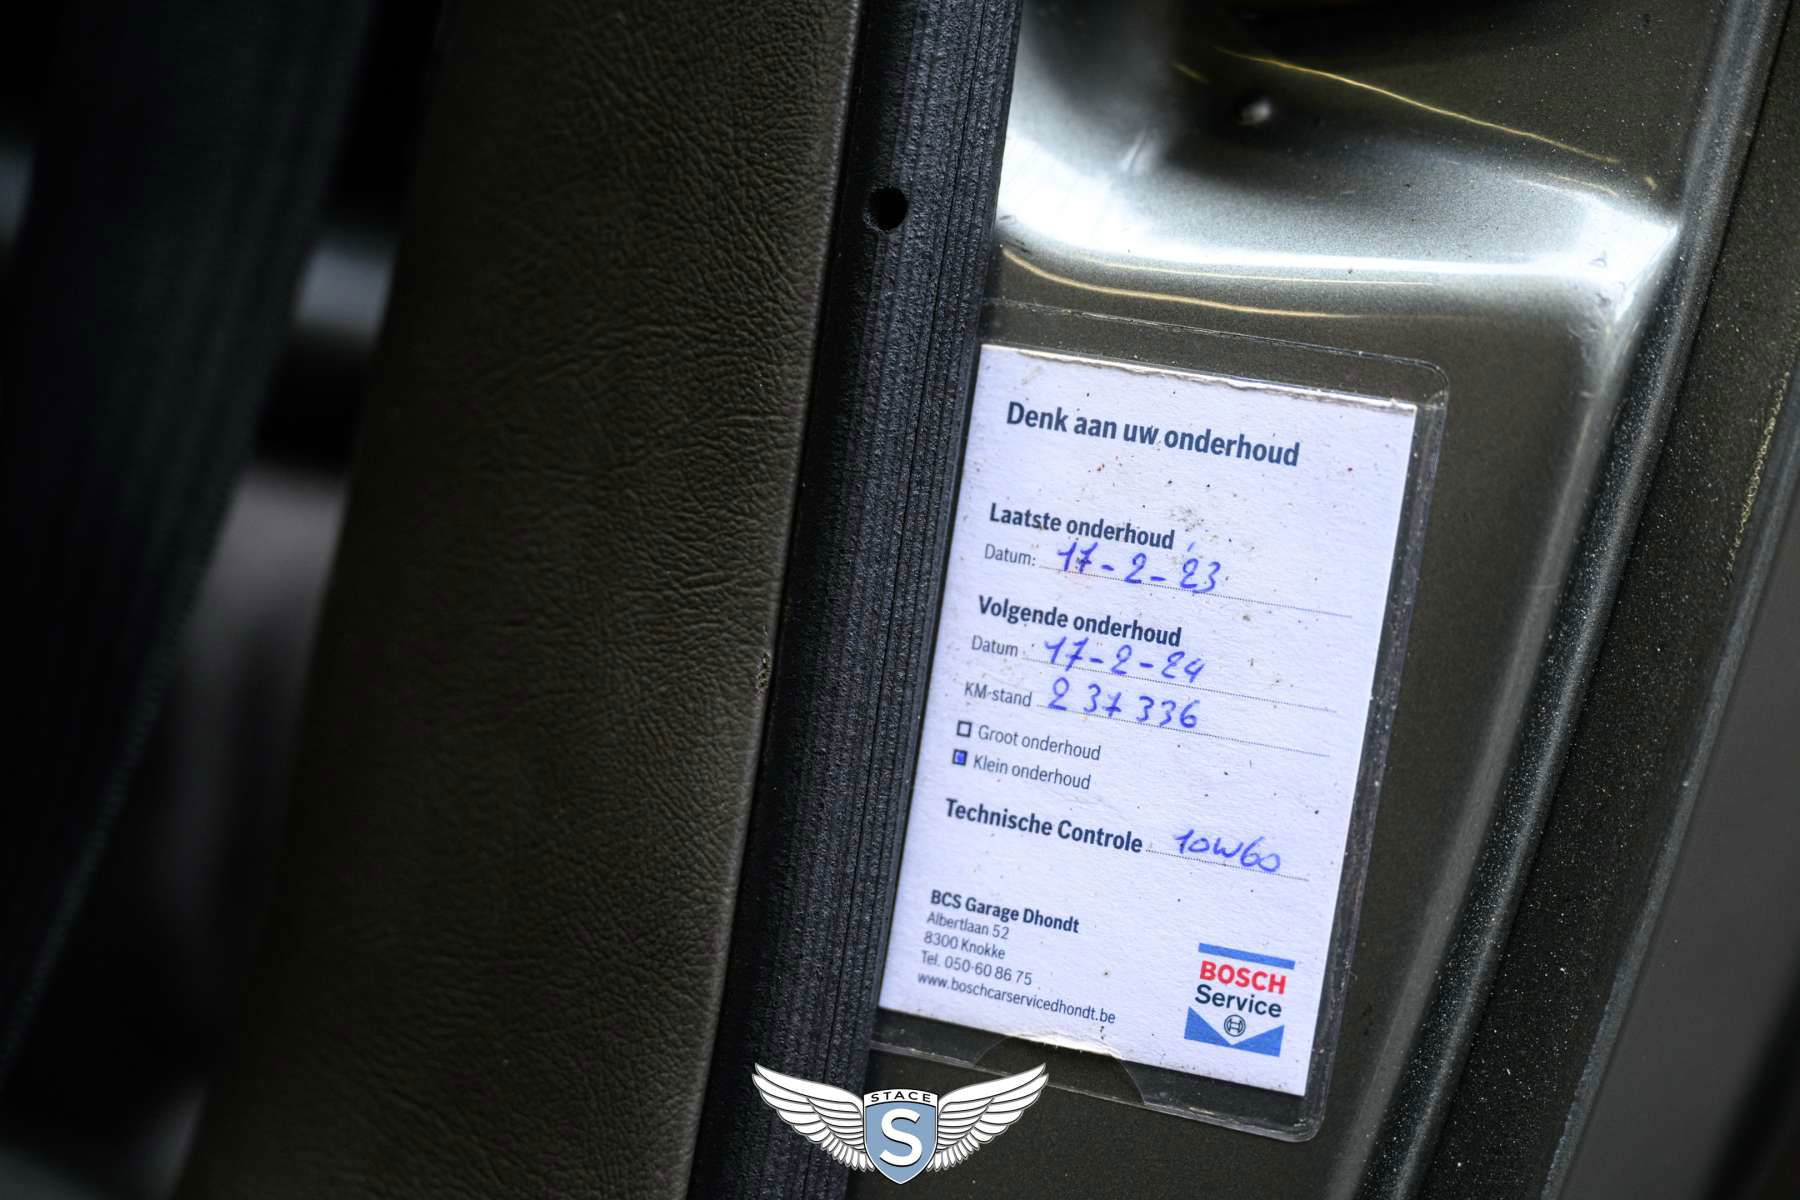 Denk aan uw onderhoud
Laatste onderhoud
Datum: 17-2-23
Volgende onderhoud
Datum 17-2-24
KM-stand 237336
Groot onderhoud
Klein onderhoud
Technische Controle 10W60
BCS Garage Dhondt
Albertlaan 52
8300 Knokke
Tel. 050-60 86 75
www.boschcarservicedhondt.be
BOSCH
Service
STACE
S